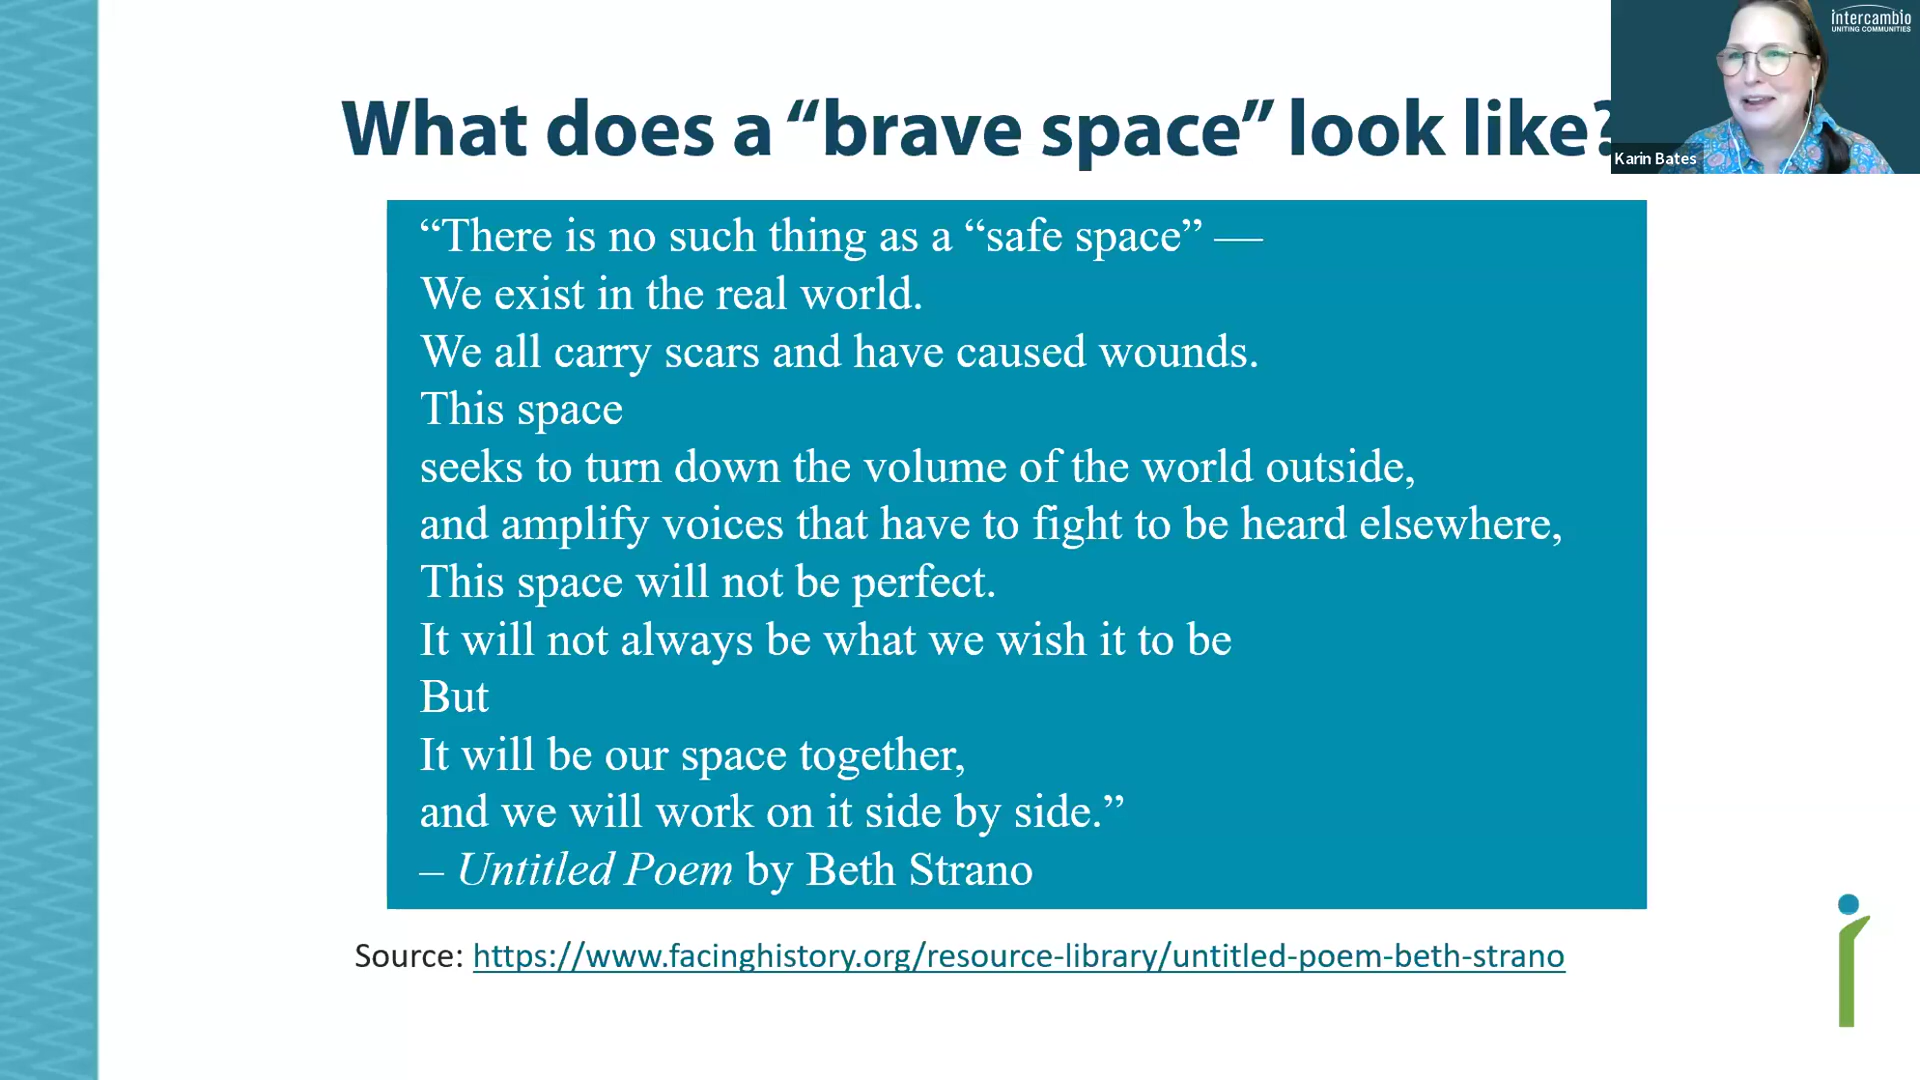 intercambio
UNITING COMMUNITIES
What does a “brave space” look like?
Karin Bates
“There is no such thing as a “safe space” —
We exist in the real world.
We all carry scars and have caused wounds.
This space
seeks to turn down the volume of the world outside,
and amplify voices that have to fight to be heard elsewhere,
This space will not be perfect.
It will not always be what we wish it to be
But
It will be our space together,
and we will work on it side by side.”
– Untitled Poem by Beth Strano
Source: https://www.facinghistory.org/resource-library/untitled-poem-beth-strano